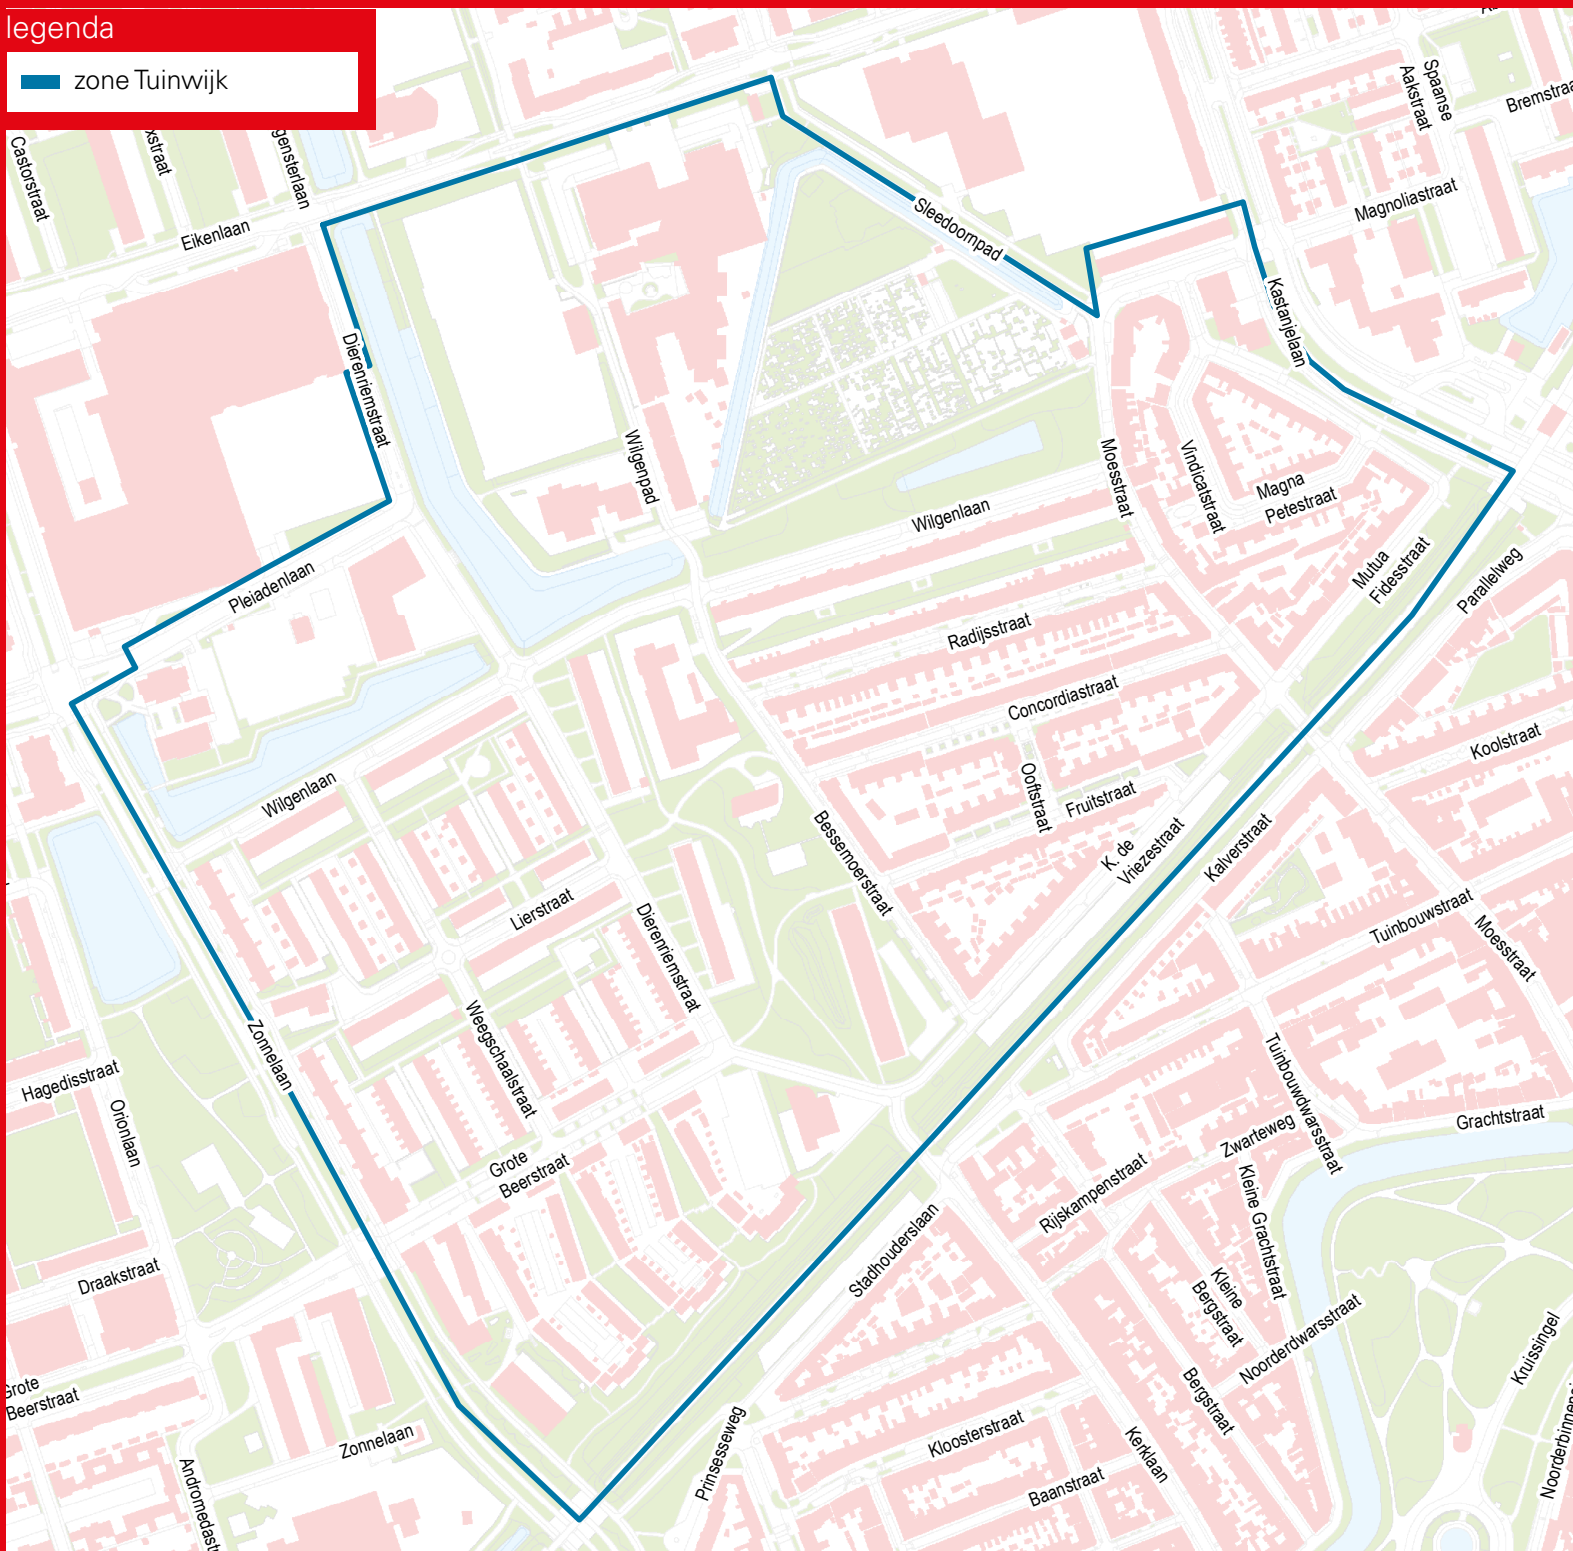 legenda
zone Tuinwijk
Spaanse
Aakstraat
Castorstraat
Magnoliastraat
Eikenlaan
Sleedoornpad
Kastanjelaan
Dierenriemstraat
Wilgenpad
Moesstraat
Vindicatstraat
Magna
Petestraat
Wilgenlaan
Mutua
Fidesstraat
Parallelweg
Pleiadenlaan
Radijsstraat
Concordiastraat
Koolstraat
Wilgenlaan
Ooftstraat
Fruitstraat
Bessemoerstraat
K. de
Vriezestraat
Kalverstraat
Lierstraat
Dierenriemstraat
Tuinbouwstraat
Moesstraat
Weegschaalstraat
Zonnelaan
Hagedisstraat
Orionlaan
Tuinbouwdwarsstraat
Grachtstraat
Zwarteweg
Grote
Beerstraat
Rijskampenstraat
Kleine Grachtstraat
Stadhouderslaan
Draakstraat
Kleine
Bergstraat
Noorderdwarsstraat
Kruissingel
Grote
Beerstraat
Bergstraat
Prinsesseweg
Zonnelaan
Kloosterstraat
Kerklaan
Baanstraat